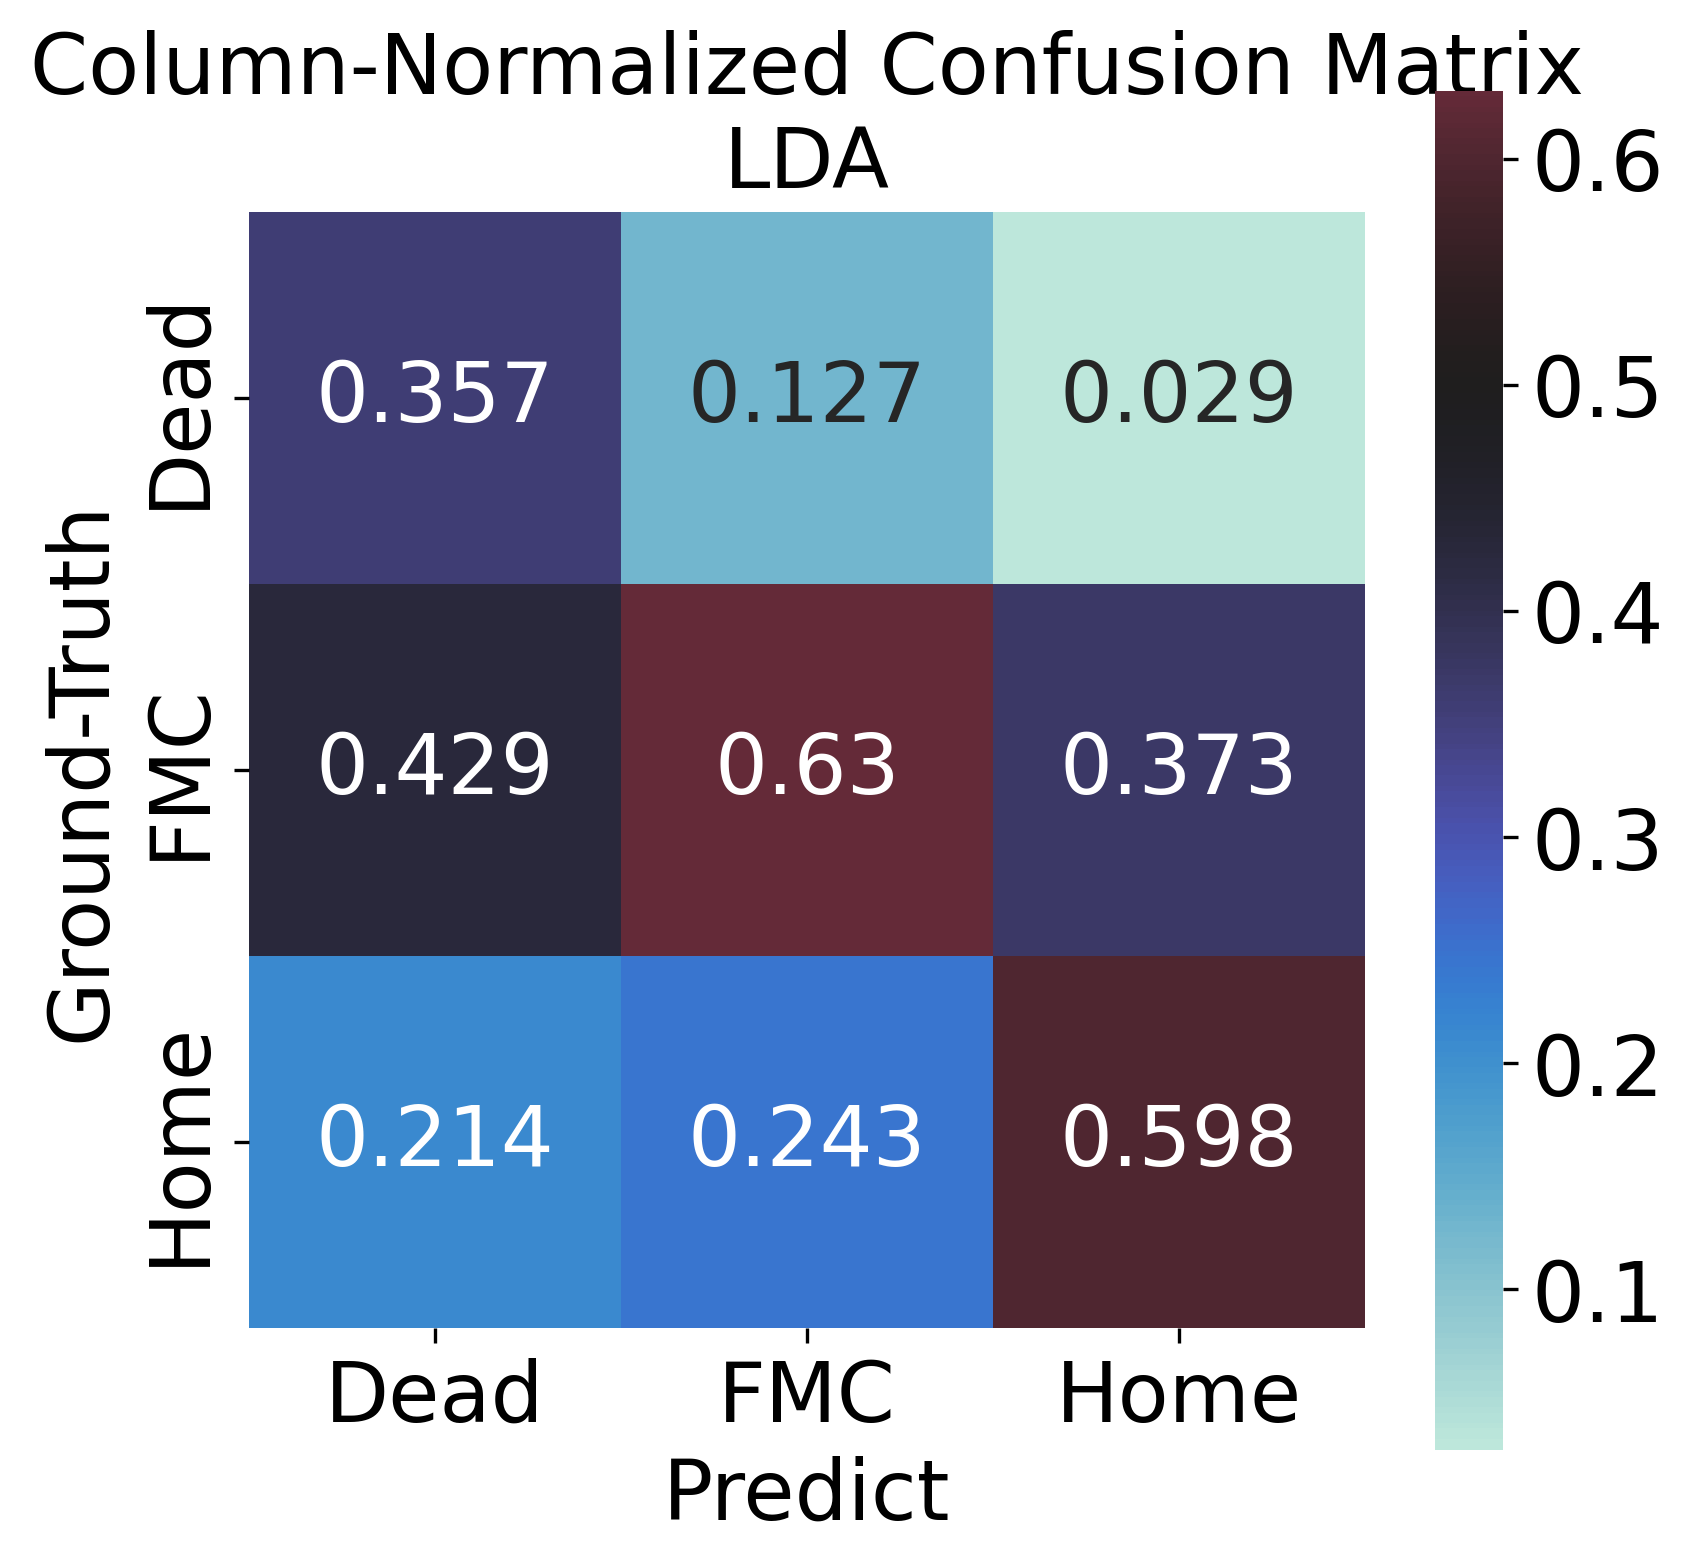 Column-Normalized Confusion Matrix
LDA
Ground-Truth
Dead
FMC
Home
0.357 0.127 0.029
0.429 0.63 0.373
0.214 0.243 0.598
Dead FMC Home
Predict
0.6
0.5
0.4
0.3
0.2
0.1